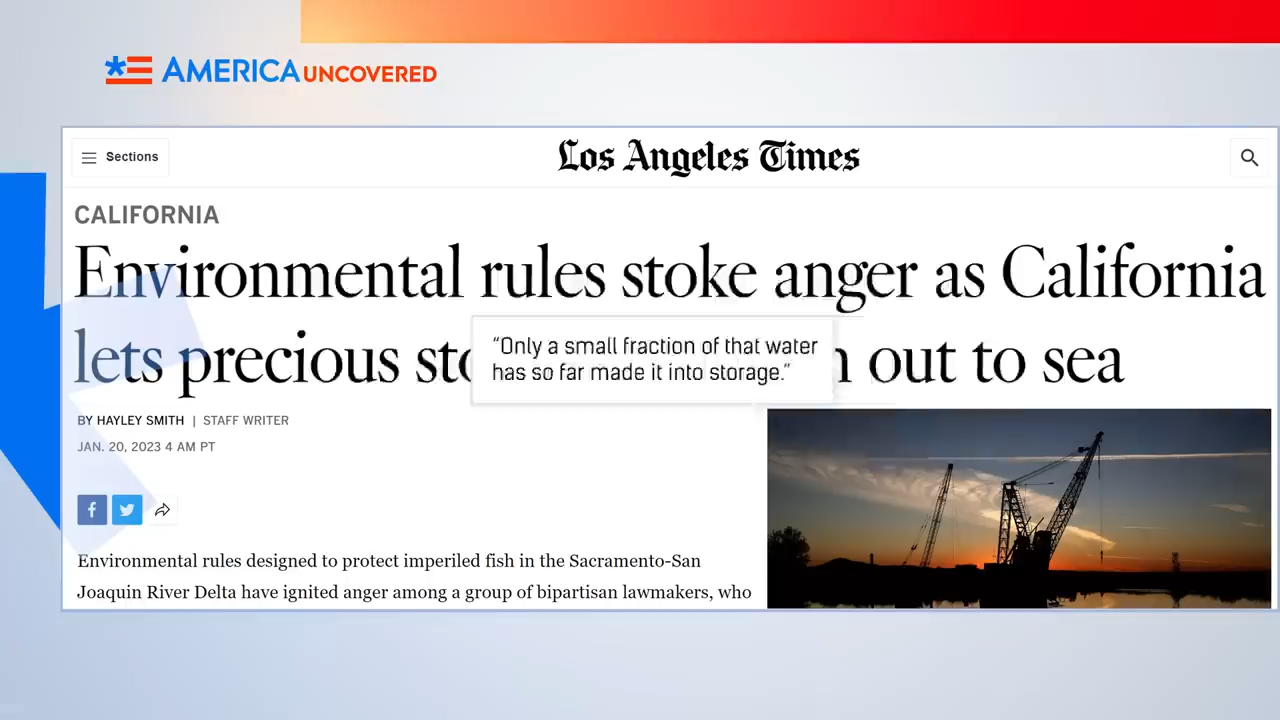 AMERICA UNCOVERED
Sections
Los Angeles Times
CALIFORNIA
Environmental rules stoke anger as California
lets precious out to sea
“Only a small fraction of that water
has so far made it into storage.”
BY HAYLEY SMITH | STAFF WRITER
JAN. 20, 2023 4 AM PT
Environmental rules designed to protect imperiled fish in the Sacramento-San
Joaquin River Delta have ignited anger among a group of bipartisan lawmakers, who